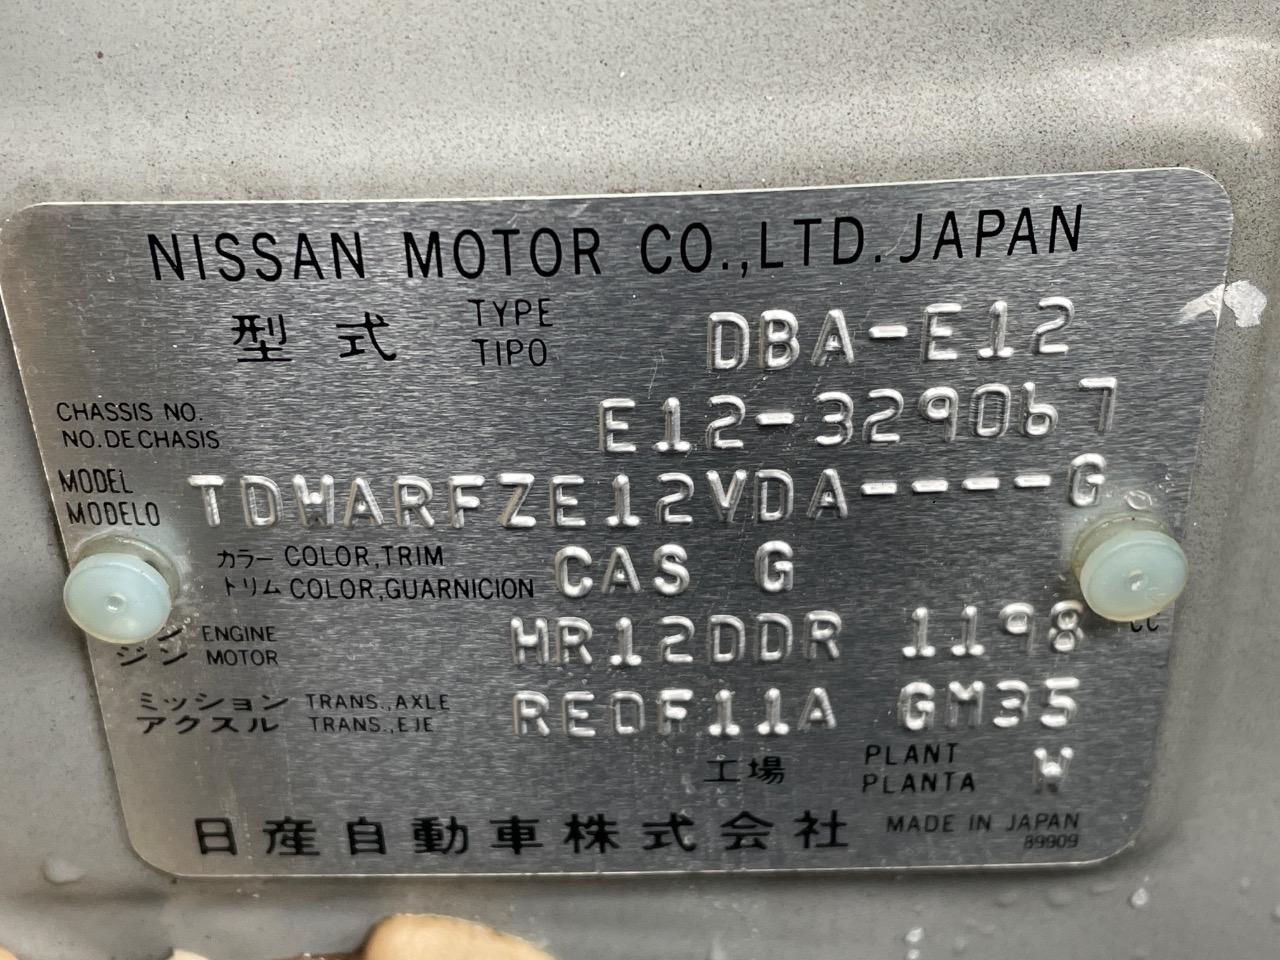 NISSAN MOTOR CO.,LTD. JAPAN
型式 TYPE DBA-E12
TIPO
CHASSIS NO. E12-329067
NO.DE CHASIS
MODEL TDWARFZE12VDA----G
MODELO
カラー COLOR,TRIM CAS G
トリム COLOR,GUARNICION
ン ENGINE HR12DDR 1198 cc
ジン MOTOR
ミッション TRANS.,AXLE RE0F11A GM35
アクスル TRANS.,EJE
工場 PLANT W
PLANTA
日産自動車株式会社 MADE IN JAPAN
89909